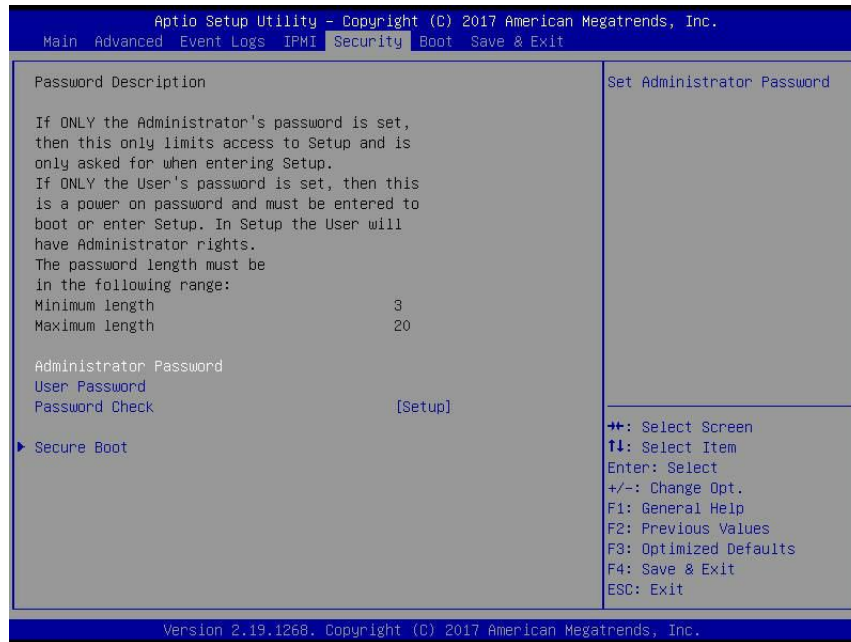 Aptio Setup Utility – Copyright (C) 2017 American Megatrends, Inc.
Main Advanced Event Logs IPMI Security Boot Save & Exit
Password Description
If ONLY the Administrator's password is set,
then this only limits access to Setup and is
only asked for when entering Setup.
If ONLY the User's password is set, then this
is a power on password and must be entered to
boot or enter Setup. In Setup the User will
have Administrator rights.
The password length must be
in the following range:
Minimum length 3
Maximum length 20
Administrator Password
User Password
Password Check [Setup]
Secure Boot
Set Administrator Password
→←: Select Screen
↑↓: Select Item
Enter: Select
+/-: Change Opt.
F1: General Help
F2: Previous Values
F3: Optimized Defaults
F4: Save & Exit
ESC: Exit
Version 2.19.1268. Copyright (C) 2017 American Megatrends, Inc.